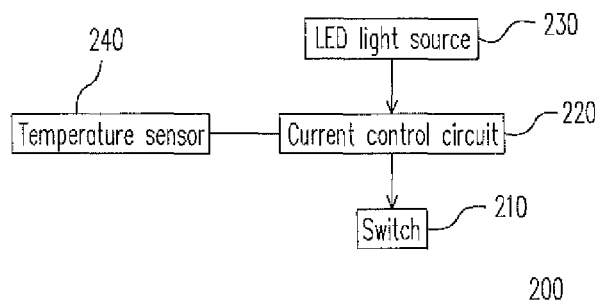 240
LED light source
230
Temperature sensor
Current control circuit
220
Switch
210
200